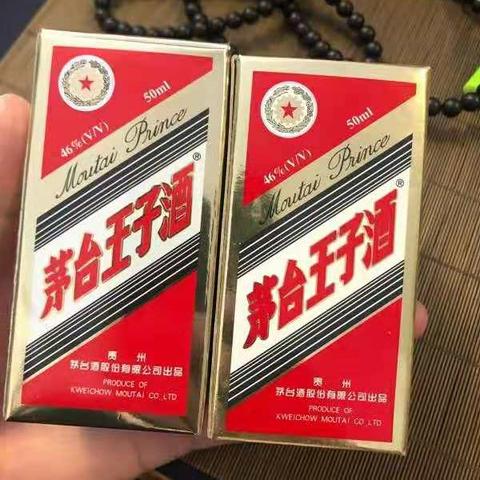 46%(V/V)
50ml
Moutai Prince
茅台王子酒®
贵州
茅台酒股份有限公司出品
PRODUCE OF
KWEICHOW MOUTAI CO.,LTD
46%(V/V)
50ml
Moutai Prince
茅台王子酒®
贵州
茅台酒股份有限公司出品
PRODUCE OF
KWEICHOW MOUTAI CO.,LTD